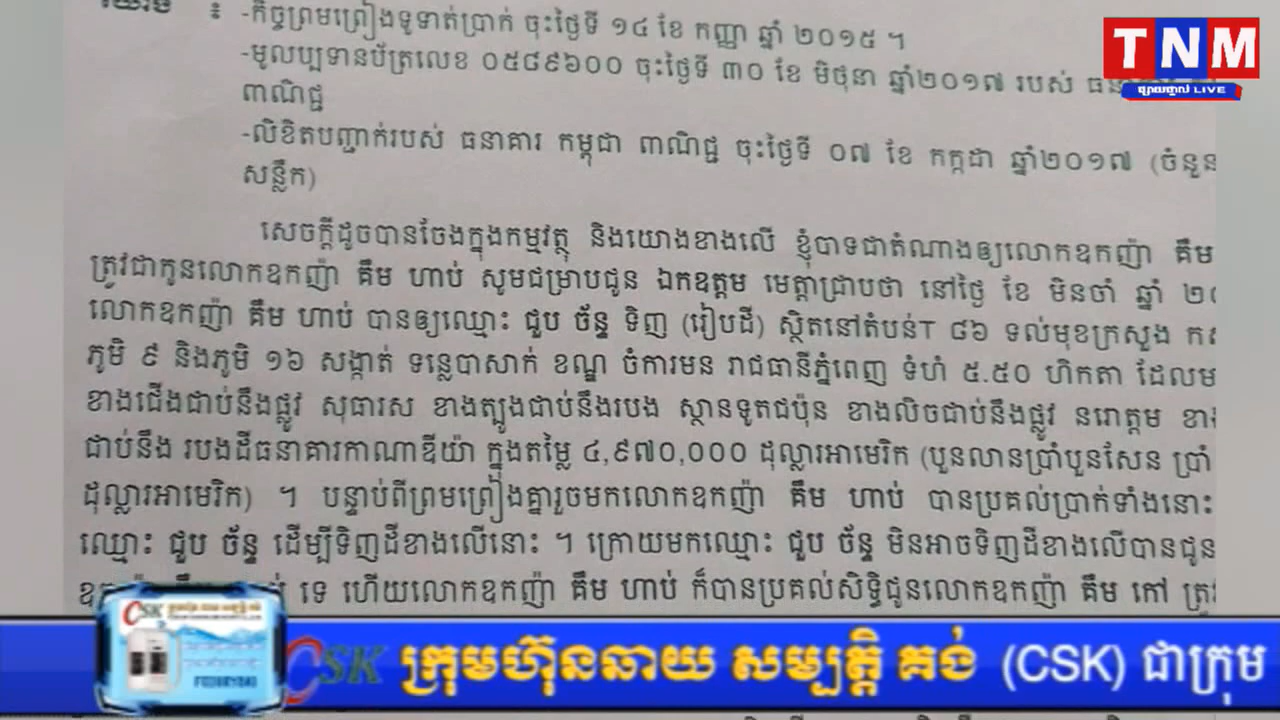 យោង ៖ -កិច្ចព្រមព្រៀងទូទាត់ប្រាក់ ចុះថ្ងៃទី ១៤ ខែ កញ្ញា ឆ្នាំ ២០១៥ ។
-មូលប្បទានប័ត្រលេខ ០៥៨៩៦០០ ចុះថ្ងៃទី ៣០ ខែ មិថុនា ឆ្នាំ២០១៧ របស់
ពាណិជ្ជ
-លិខិតបញ្ជាក់របស់ ធនាគារ កម្ពុជា ពាណិជ្ជ ចុះថ្ងៃទី ០៧ ខែ កក្កដា ឆ្នាំ២០១៧ (ចំនួន
សន្លឹក)
សេចក្តីដូចបានចែងក្នុងកម្មវត្ថុ និងយោងខាងលើ ខ្ញុំបាទជាតំណាងឲ្យលោកឧកញ៉ា គឹម
ត្រូវជាកូនលោកឧកញ៉ា គឹម ហាប់ សូមជម្រាបជូន ឯកឧត្តម មេត្តាជ្រាបថា នៅថ្ងៃ ខែ មិនចាំ ឆ្នាំ
លោកឧកញ៉ា គឹម ហាប់ បានឲ្យឈ្មោះ ជួប ច័ន្ទ ទិញ (រៀបដី) ស្ថិតនៅតំបន់T ៨៦ ទល់មុខក្រសួង
ភូមិ ៩ និងភូមិ ១៦ សង្កាត់ ទន្លេបាសាក់ ខណ្ឌ ចំការមន រាជធានីភ្នំពេញ ទំហំ ៥.៥០ ហិកតា ដែលម
ខាងជើងជាប់នឹងផ្លូវ សុធារស ខាងត្បូងជាប់នឹងរបង ស្ថានទូតជប៉ុន ខាងលិចជាប់នឹងផ្លូវ នរោត្តម ខាង
ជាប់នឹង របងដីធនាគារកាណាឌីយ៉ា ក្នុងតម្លៃ ៤,៩៧០,០០០ ដុល្លារអាមេរិក (បួនលានប្រាំបួនសែន ប្រាំ
ដុល្លារអាមេរិក) ។ បន្ទាប់ពីព្រមព្រៀងគ្នារួចមកលោកឧកញ៉ា គឹម ហាប់ បានប្រគល់ប្រាក់ទាំងនោះ
ឈ្មោះ ជួប ច័ន្ទ ដើម្បីទិញដីខាងលើនោះ ។ ក្រោយមកឈ្មោះ ជួប ច័ន្ទ មិនអាចទិញដីខាងលើបានជូន
ទេ ហើយលោកឧកញ៉ា គឹម ហាប់ ក៏បានប្រគល់សិទ្ធិជូនលោកឧកញ៉ា គឹម កៅ ត្រូវ
TNM
ផ្សាយផ្ទាល់ LIVE
CSK
CSK ក្រុមហ៊ុនឆាយ សម្បត្តិ គង់ (CSK) ជាក្រុម